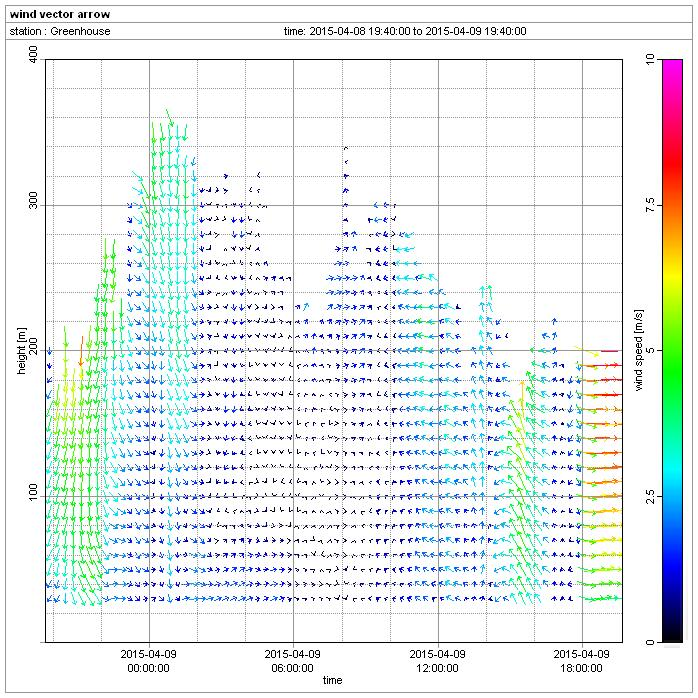 wind vector arrow
station : Greenhouse time: 2015-04-08 19:40:00 to 2015-04-09 19:40:00
400
300
200
100
height [m]
2015-04-09 2015-04-09 2015-04-09 2015-04-09
00:00:00 06:00:00 12:00:00 18:00:00
time
10
7.5
5
2.5
0
wind speed [m/s]